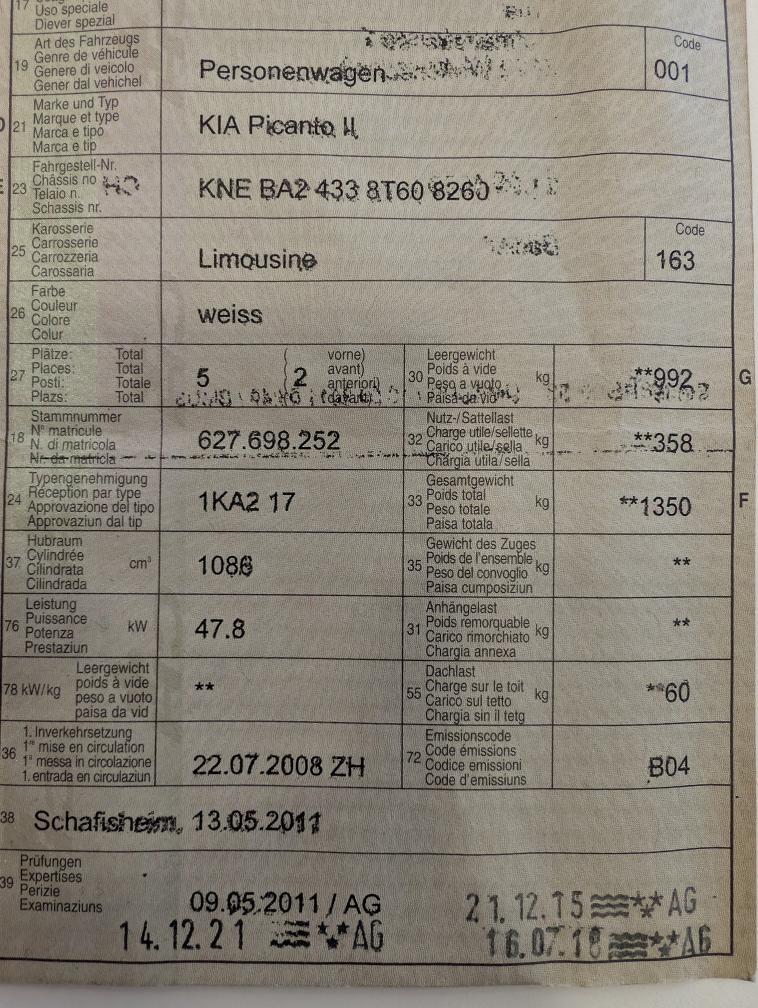 17
Uso speciale
Diever spezial
19 Art des Fahrzeugs
Genre de véhicule
Genere di veicolo
Gener dal vehichel
Personenwagen
Code
001
21 Marke und Typ
Marque et type
Marca e tipo
Marca e tip
KIA Picanto II
23 Fahrgestell-Nr.
Châssis no
Telaio n.
Schassis nr.
KNE BA2 433 8T60 8260
25 Karosserie
Carrosserie
Carrozzeria
Carossaria
Limousine
Code
163
26 Farbe
Couleur
Colore
Colur
weiss
27 Plätze: Total
Places: Total
Posti: Totale
Plazs: Total
5 ( 2 vorne)
avant)
anteriori)
(davant)
30 Leergewicht
Poids à vide
Peso a vuoto
Paisa da vid
kg
**992
G
18 Stammnummer
N° matricule
N. di matricola
Nr. da matricla
627.698.252
32 Nutz-/Sattellast
Charge utile/sellette
Carico utile/sella
Chargia utila/sella
kg
**358
24 Typengenehmigung
Réception par type
Approvazione del tipo
Approvaziun dal tip
1KA2 17
33 Gesamtgewicht
Poids total
Peso totale
Paisa totala
kg
**1350
F
37 Hubraum
Cylindrée
Cilindrata
Cilindrada
cm³
1086
35 Gewicht des Zuges
Poids de l'ensemble
Peso del convoglio
Paisa cumposiziun
kg
**
76 Leistung
Puissance
Potenza
Prestaziun
kW
47.8
31 Anhängelast
Poids remorquable
Carico rimorchiato
Chargia annexa
kg
**
78 kW/kg Leergewicht
poids à vide
peso a vuoto
paisa da vid
**
55 Dachlast
Charge sur le toit
Carico sul tetto
Chargia sin il tetg
kg
**60
36 1. Inverkehrsetzung
1re mise en circulation
1a messa in circolazione
1. entrada en circulaziun
22.07.2008 ZH
72 Emissionscode
Code émissions
Codice emissioni
Code d'emissiuns
B04
38 Schafisheim, 13.05.2011
39 Prüfungen
Expertises
Perizie
Examinaziuns
09.05.2011 / AG
21.12.15 AG
14.12.21 AG
16.07.18 AG